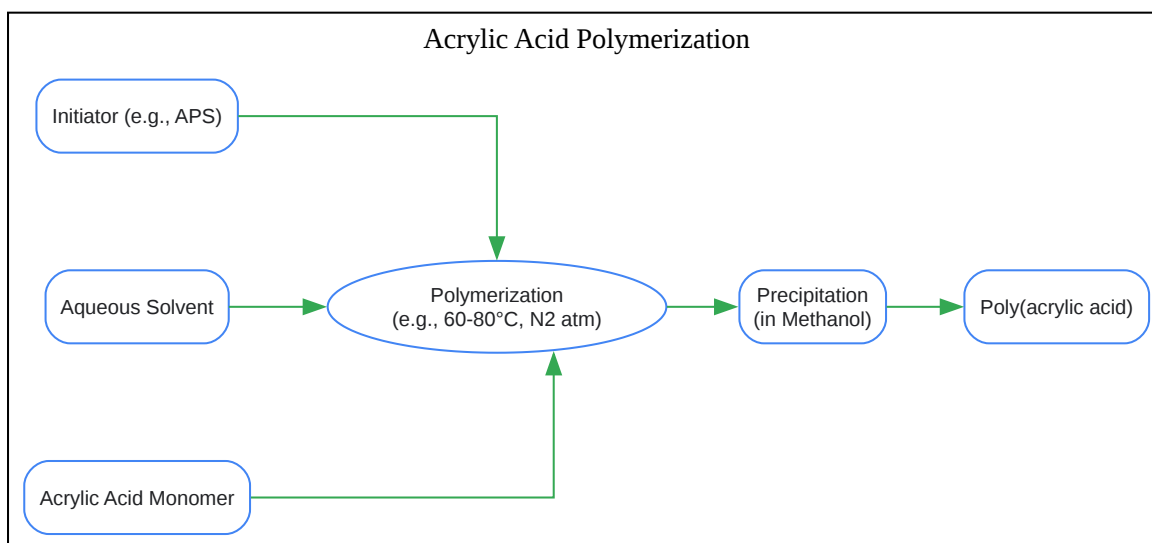 Acrylic Acid Polymerization
Initiator (e.g., APS)
Aqueous Solvent
Polymerization
(e.g., 60-80°C, N2 atm)
Precipitation
(in Methanol)
Poly(acrylic acid)
Acrylic Acid Monomer